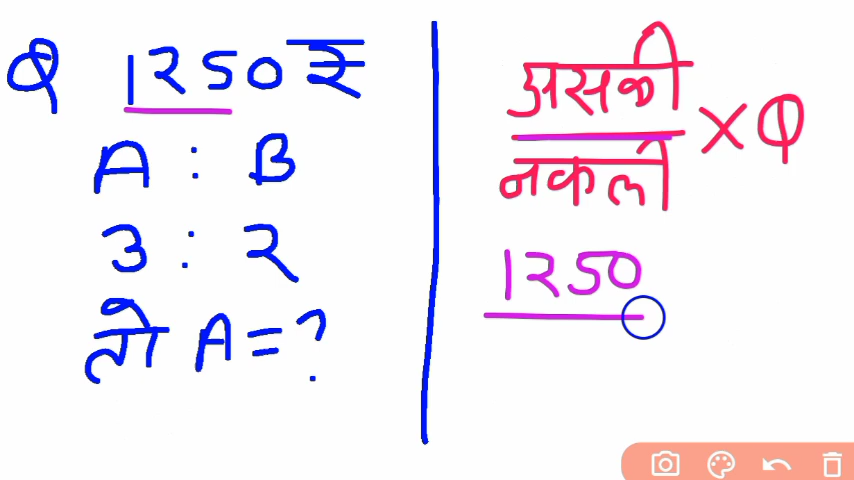 Q 1250 ₹
A : B
3 : 2
तो A = ?
असली
नकली
× Q
1250